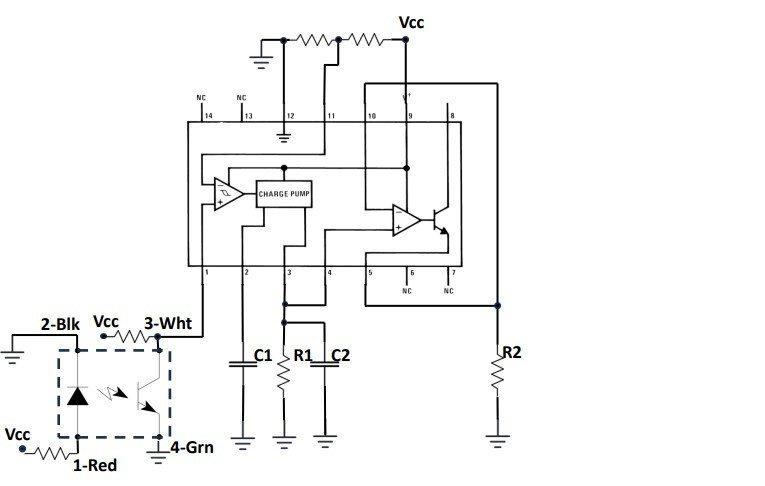 Vcc
NC NC V+
14 13 12 11 10 9 8
CHARGE PUMP
− + − +
1 2 3 4 5 6 7
NC NC
2-Blk Vcc 3-Wht
C1 R1 C2 R2
Vcc
4-Grn
1-Red